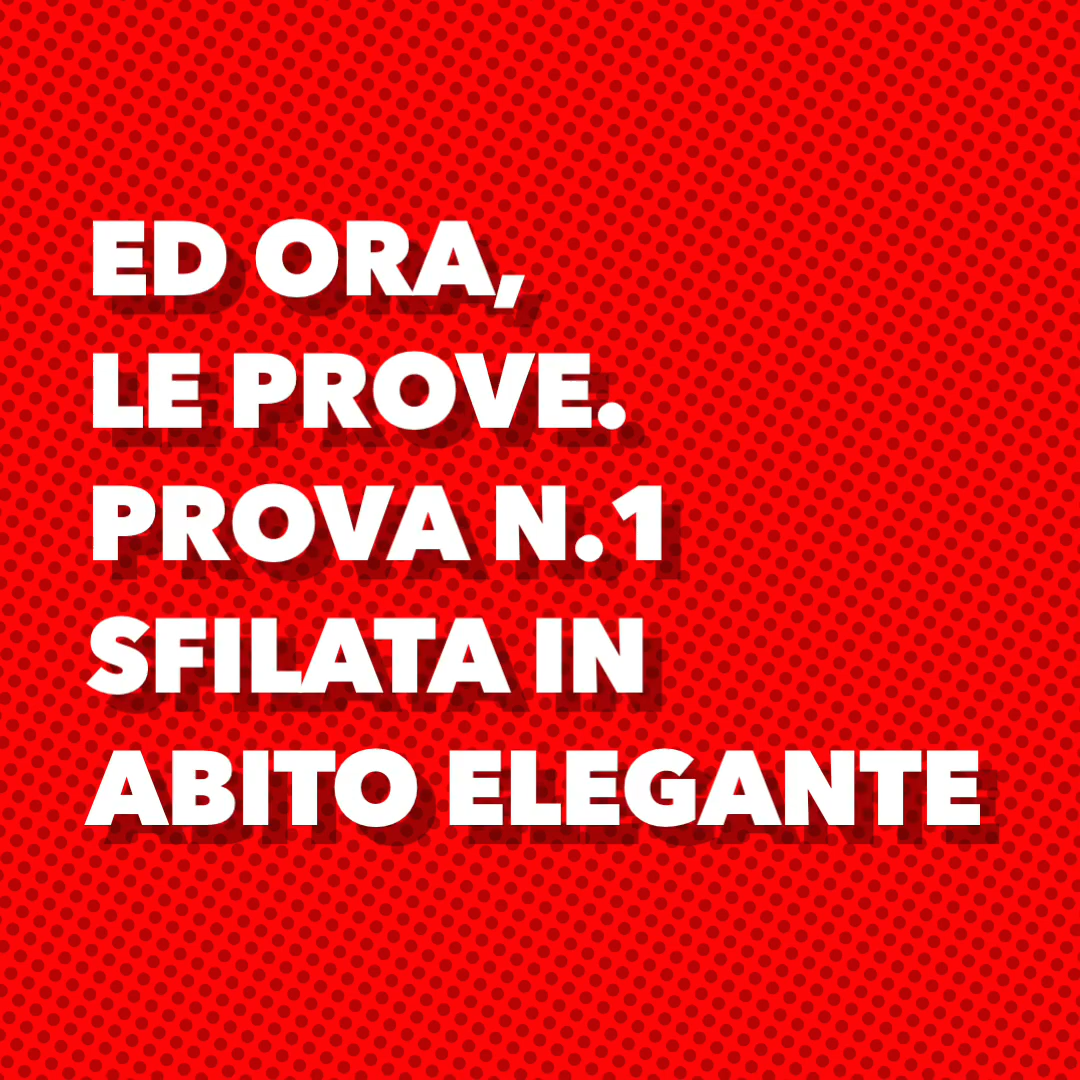 ED ORA,
LE PROVE.
PROVA N.1
SFILATA IN
ABITO ELEGANTE